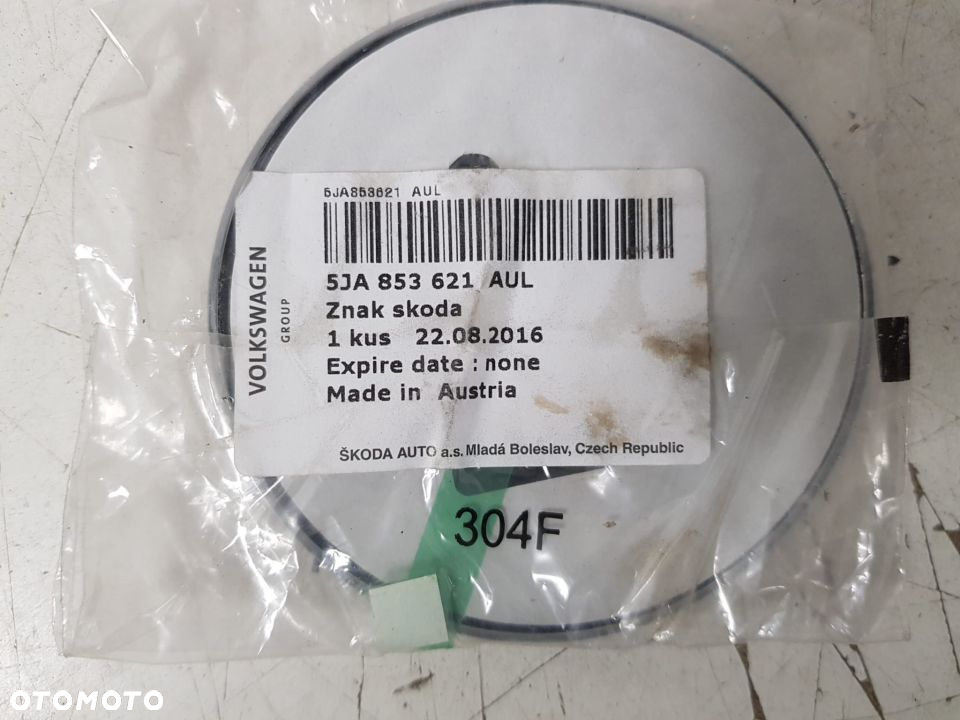 5JA853621 AUL
VOLKSWAGEN
GROUP
5JA 853 621 AUL
Znak skoda
1 kus 22.08.2016
Expire date : none
Made in Austria
ŠKODA AUTO a.s. Mladá Boleslav, Czech Republic
304F
OTOMOTO